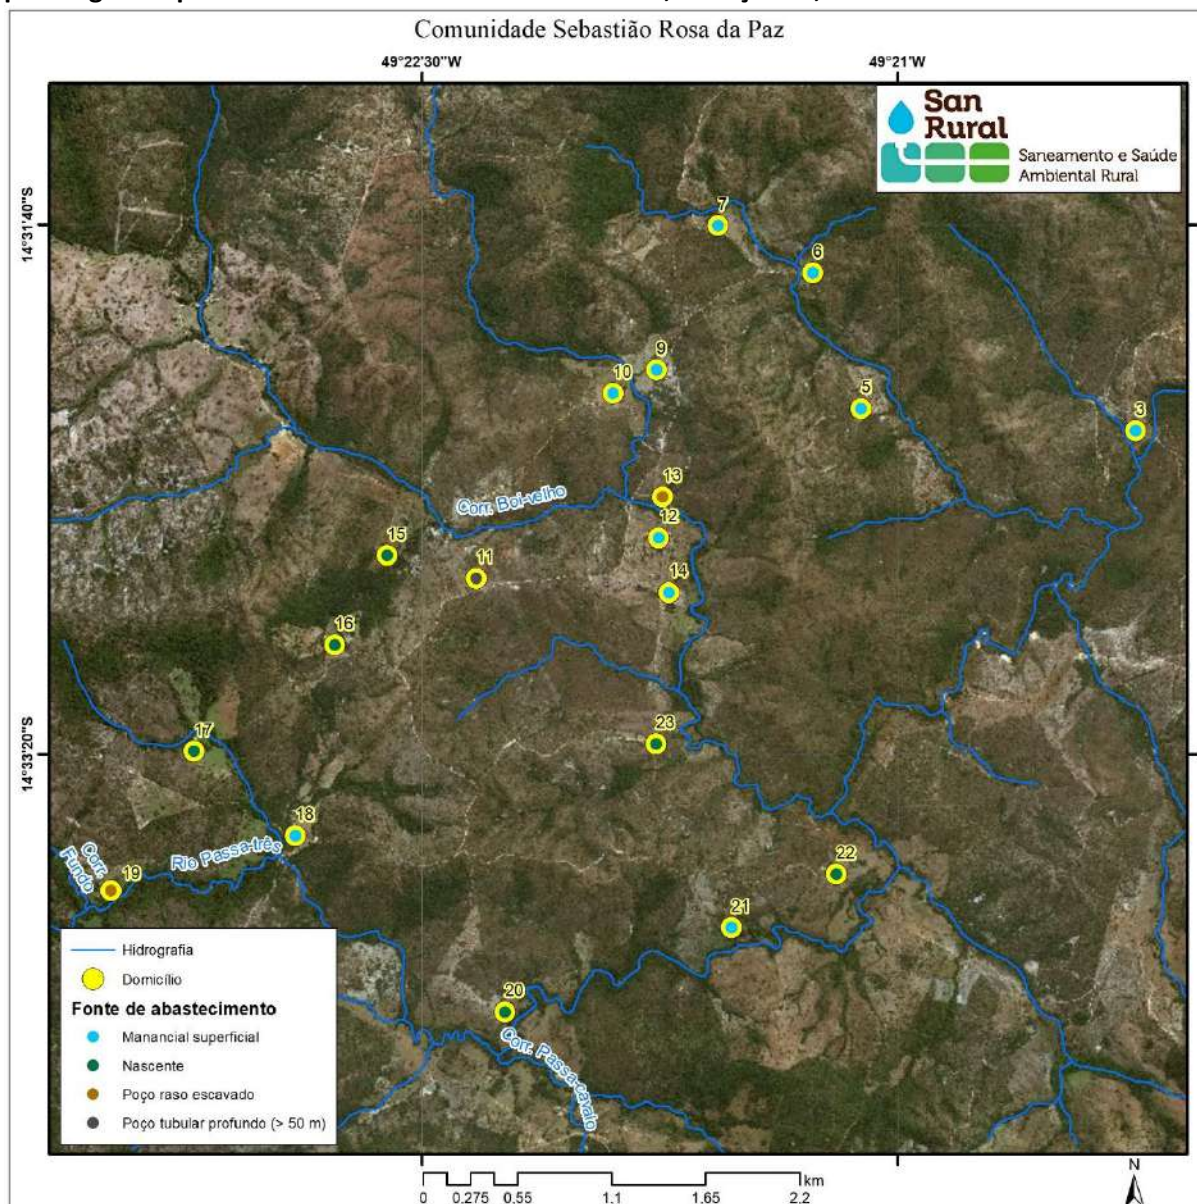 Comunidade Sebastião Rosa da Paz
49°22'30"W
49°21'W
San
Rural
Saneamento e Saúde
Ambiental Rural
14°31'40"S
7
6
9
10
5
3
13
Corr. Boi-velho
12
15
11
14
16
23
14°33'20"S
17
18
Rio Passa-três
Corr.
Fundo
19
22
21
20
Corr. Passa-cavalo
Hidrografia
Domicílio
Fonte de abastecimento
Manancial superficial
Nascente
Poço raso escavado
Poço tubular profundo (> 50 m)
N
km
0 0.275 0.55 1.1 1.65 2.2